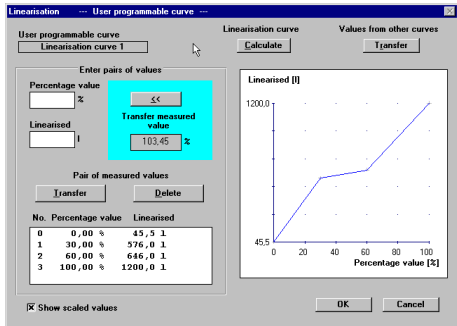 Linearisation --- User programmable curve ---
User programmable curve
Linearisation curve 1
Linearisation curve
Calculate
Values from other curves
Transfer
Enter pairs of values
Percentage value
%
<<
Linearised
l
Transfer measured
value
103,45 %
Pair of measured values
Transfer Delete
No. Percentage value Linearised
0 0,00 % 45,5 l
1 30,00 % 576,0 l
2 60,00 % 646,0 l
3 100,00 % 1200,0 l
Show scaled values
Linearised [l]
1200,0
45,5
0 20 40 60 80 100
Percentage value [%]
OK Cancel